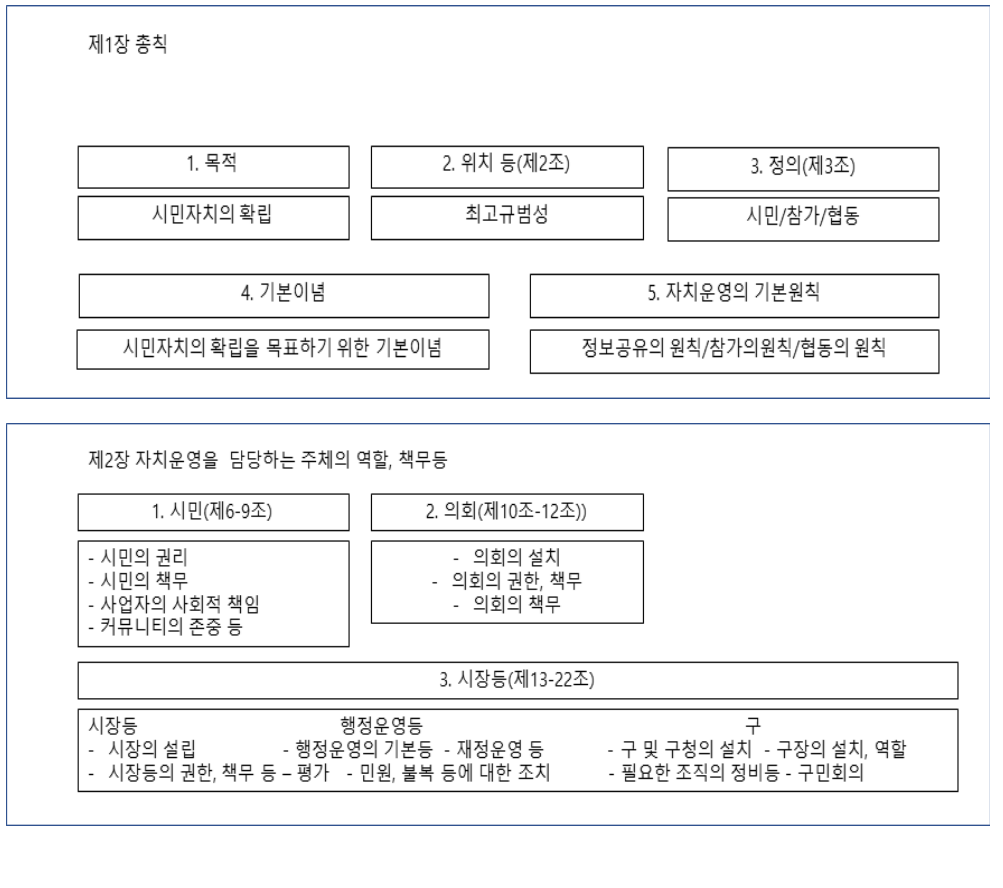 제1장 총칙
1. 목적
2. 위치 등(제2조)
3. 정의(제3조)
시민자치의 확립
최고규범성
시민/참가/협동
4. 기본이념
5. 자치운영의 기본원칙
시민자치의 확립을 목표하기 위한 기본이념
정보공유의 원칙/참가의원칙/협동의 원칙
제2장 자치운영을 담당하는 주체의 역할, 책무등
1. 시민(제6-9조)
2. 의회(제10조-12조))
- 시민의 권리
- 시민의 책무
- 사업자의 사회적 책임
- 커뮤니티의 존중 등
- 의회의 설치
- 의회의 권한, 책무
- 의회의 책무
3. 시장등(제13-22조)
시장등 행정운영등 구
- 시장의 설립 - 행정운영의 기본등 - 재정운영 등 - 구 및 구청의 설치 - 구장의 설치, 역할
- 시장등의 권한, 책무 등 – 평가 - 민원, 불복 등에 대한 조치 - 필요한 조직의 정비등 - 구민회의